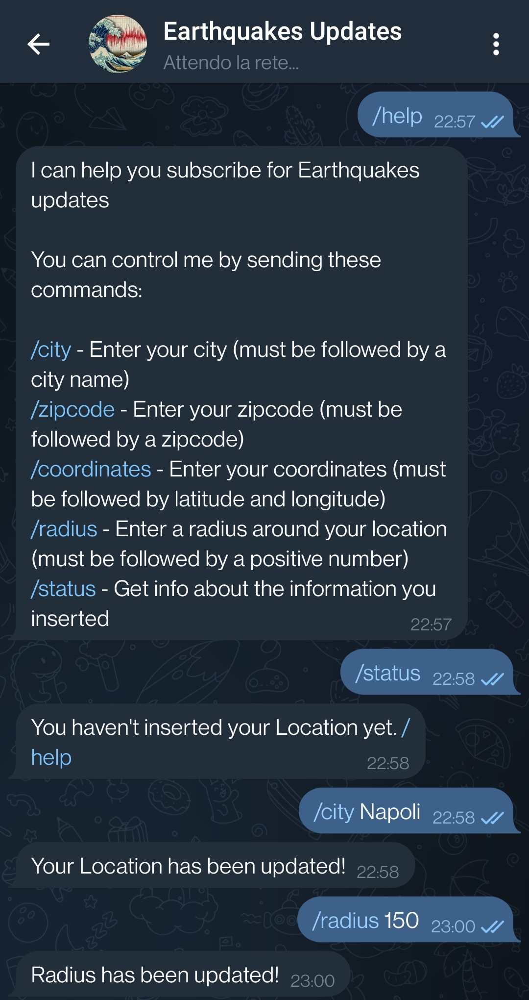 Earthquakes Updates
Attendo la rete...
/help 22:57
I can help you subscribe for Earthquakes
updates
You can control me by sending these
commands:
/city - Enter your city (must be followed by a
city name)
/zipcode - Enter your zipcode (must be
followed by a zipcode)
/coordinates - Enter your coordinates (must
be followed by latitude and longitude)
/radius - Enter a radius around your location
(must be followed by a positive number)
/status - Get info about the information you
inserted 22:57
/status 22:58
You haven't inserted your Location yet. /
help 22:58
/city Napoli 22:58
Your Location has been updated! 22:58
/radius 150 23:00
Radius has been updated! 23:00